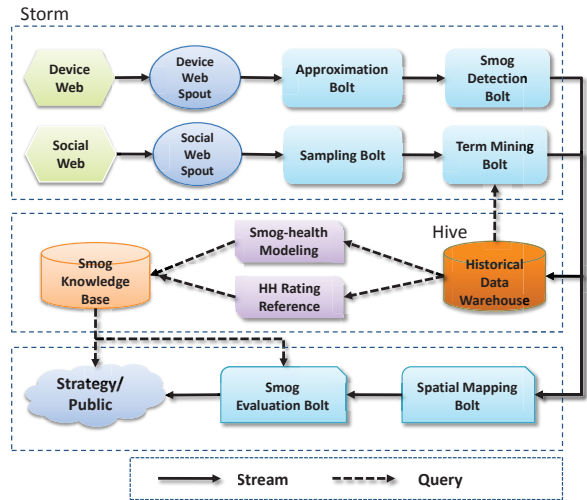 Storm
Device
Web
Device
Web
Spout
Approximation
Bolt
Smog
Detection
Bolt
Social
Web
Social
Web
Spout
Sampling Bolt
Term Mining
Bolt
Hive
Smog
Knowledge
Base
Smog-health
Modeling
HH Rating
Reference
Historical
Data
Warehouse
Strategy/
Public
Smog
Evaluation Bolt
Spatial Mapping
Bolt
Stream
Query